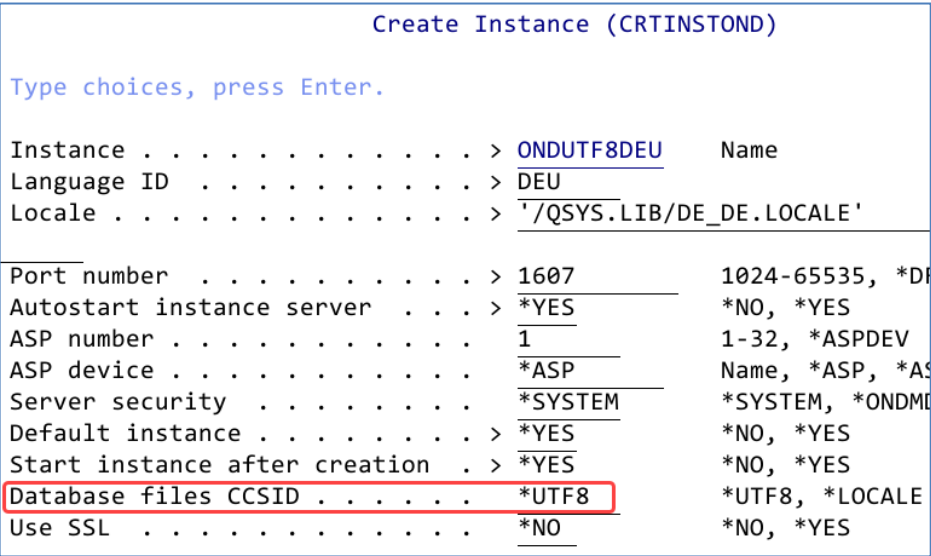 Create Instance (CRTINSTOND)
Type choices, press Enter.
Instance . . . . . . . . . . . . > ONDUTF8DEU Name
Language ID . . . . . . . . . . > DEU
Locale . . . . . . . . . . . . . > '/QSYS.LIB/DE_DE.LOCALE'
Port number . . . . . . . . . . > 1607 1024-65535, *DF
Autostart instance server . . . > *YES *NO, *YES
ASP number . . . . . . . . . . . 1 1-32, *ASPDEV
ASP device . . . . . . . . . . . *ASP Name, *ASP, *AS
Server security . . . . . . . . *SYSTEM *SYSTEM, *ONDMD
Default instance . . . . . . . . > *YES *NO, *YES
Start instance after creation . > *YES *NO, *YES
Database files CCSID . . . . . . *UTF8 *UTF8, *LOCALE
Use SSL . . . . . . . . . . . . *NO *NO, *YES